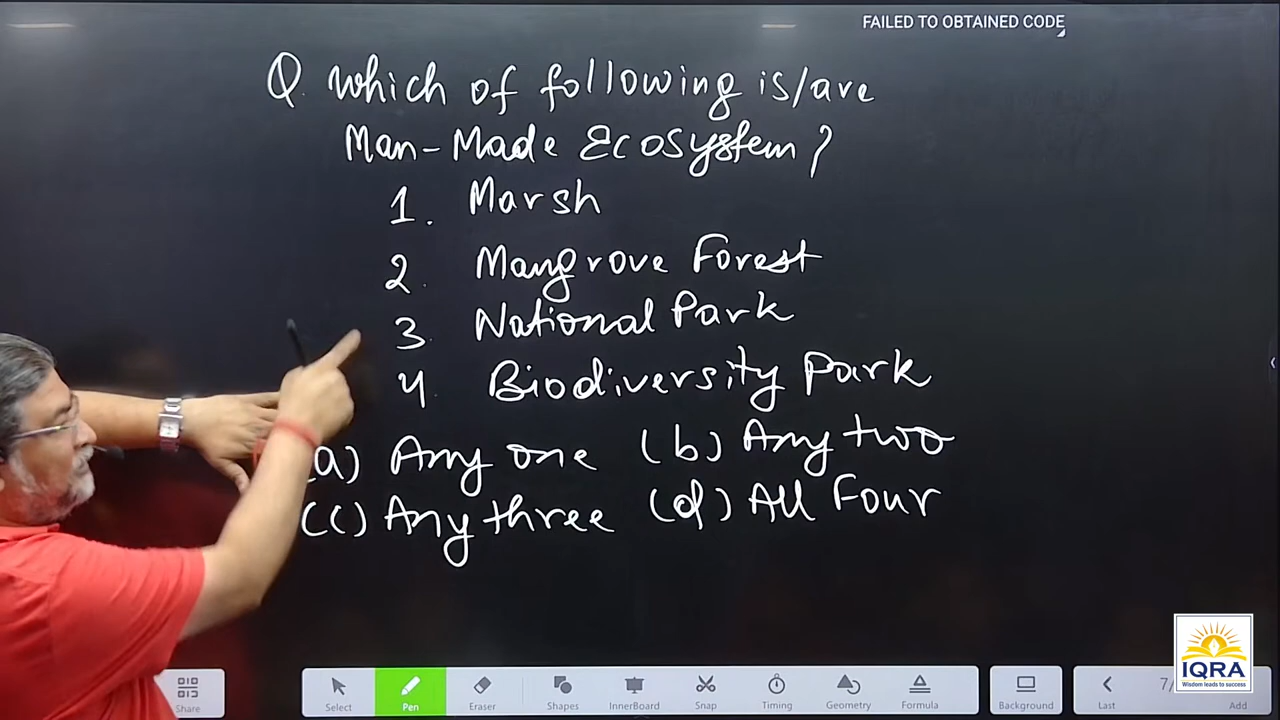 FAILED TO OBTAINED CODE
Q. Which of following is/are
Man-Made Ecosystem?
1. Marsh
2. Mangrove Forest
3. National Park
4. Biodiversity Park
(a) Any one (b) Any two
(c) Any three (d) All Four
Share
Select Pen Eraser Shapes InnerBoard Snap Timing Geometry Formula
Background
Last 7/
Add
IQRA
Wisdom leads to success